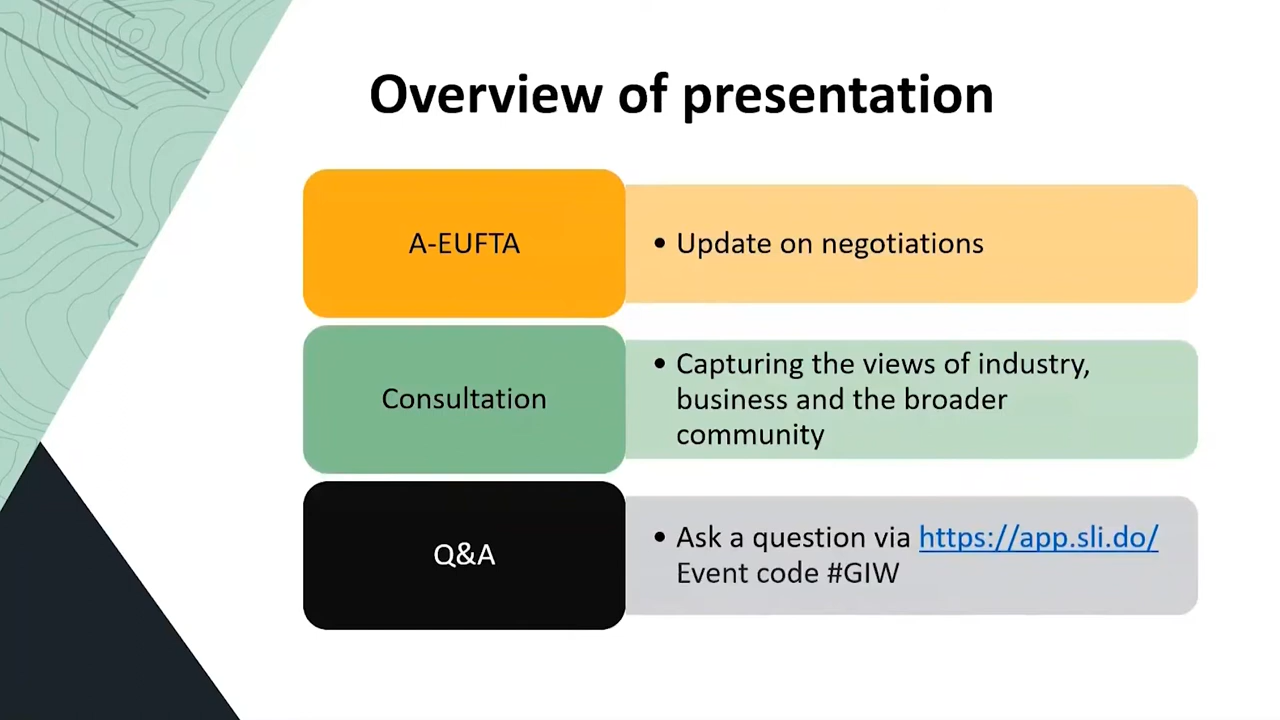 Overview of presentation
A-EUFTA
• Update on negotiations
Consultation
• Capturing the views of industry,
business and the broader
community
Q&A
• Ask a question via https://app.sli.do/
Event code #GIW